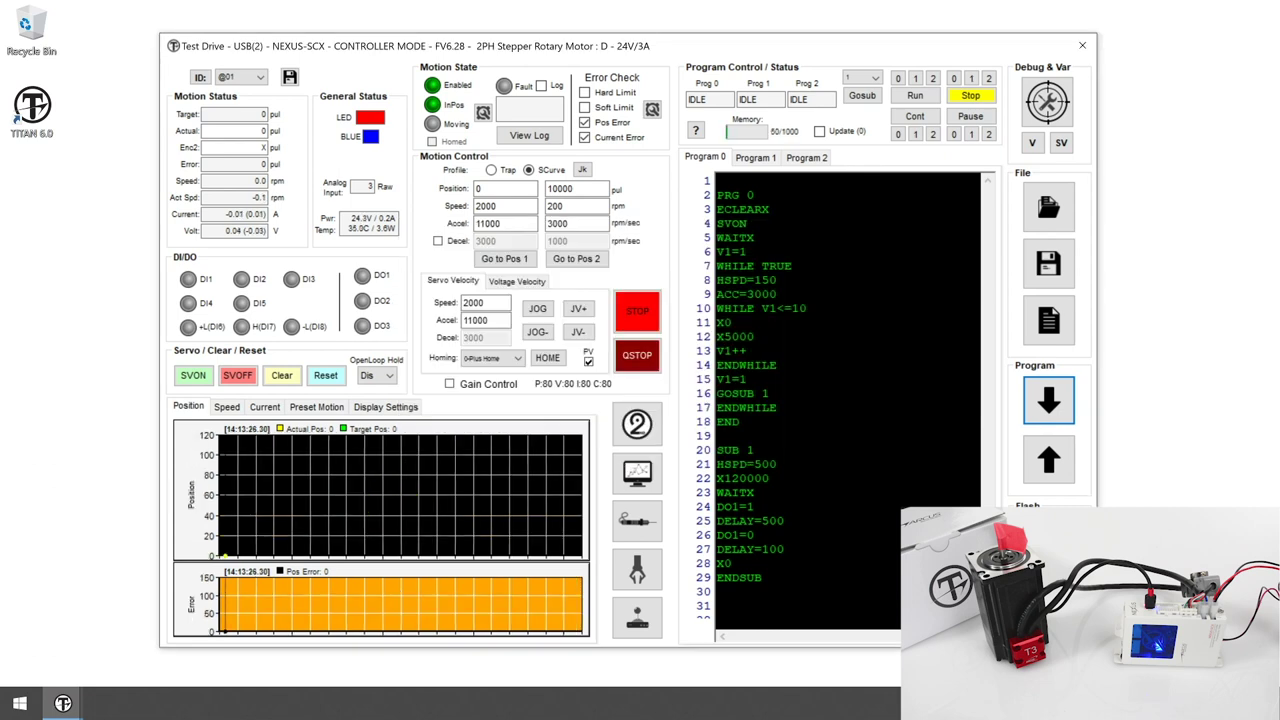 Recycle Bin
TITAN 6.0
Test Drive - USB(2) - NEXUS-SCX - CONTROLLER MODE - FV6.28 - 2PH Stepper Rotary Motor : D - 24V/3A
ID: @01
Motion Status
Target: 0 pul
Actual: 0 pul
Enc2: X pul
Error: 0 pul
Speed: 0.0 rpm
Act Spd: -0.1 rpm
Current: -0.01 (0.01) A
Volt: 0.04 (-0.03) V
General Status
LED
BLUE
Analog Input 3 Raw
Pwr: 24.3V / 0.2A
Temp: 35.0C / 3.6W
DI/DO
DI1 DI2 DI3 DO1
DI4 DI5 DO2
+L(DI6) H(DI7) -L(DI8) DO3
Servo / Clear / Reset
OpenLoop Hold
SVON SVOFF Clear Reset Dis
Motion State
Enabled Fault Log
InPos
Moving
Homed View Log
Error Check
Hard Limit
Soft Limit
Pos Error
Current Error
Motion Control
Profile: Trap SCurve Jk
Position: 0 10000 pul
Speed: 2000 200 rpm
Accel: 11000 3000 rpm/sec
Decel: 3000 1000 rpm/sec
Go to Pos 1 Go to Pos 2
Servo Velocity Voltage Velocity
Speed: 2000 JOG JV+
Accel: 11000
Decel: 3000 JOG- JV-
Homing: 0-Plus Home HOME PV
STOP
QSTOP
Gain Control P:80 V:80 I:80 C:80
Position Speed Current Preset Motion Display Settings
[14:13:26.30] Actual Pos: 0 Target Pos: 0
120
100
80
60
40
20
0
Position
[14:13:26.30] Pos Error: 0
150
100
50
0
Error
2
Program Control / Status
Prog 0 Prog 1 Prog 2
IDLE IDLE IDLE
1
Gosub
0 1 2 0 1 2
Run Stop
Cont Pause
0 1 2 0 1 2
? Memory: 50/1000 Update (0)
Program 0 Program 1 Program 2
1
2 PRG 0
3 ECLEARX
4 SVON
5 WAITX
6 V1=1
7 WHILE TRUE
8 HSPD=150
9 ACC=3000
10 WHILE V1<=10
11 X0
12 X5000
13 V1++
14 ENDWHILE
15 V1=1
16 GOSUB 1
17 ENDWHILE
18 END
19
20 SUB 1
21 HSPD=500
22 X120000
23 WAITX
24 DO1=1
25 DELAY=500
26 DO1=0
27 DELAY=100
28 X0
29 ENDSUB
30
31
Debug & Var
V SV
File
Program
ARCUS
T3